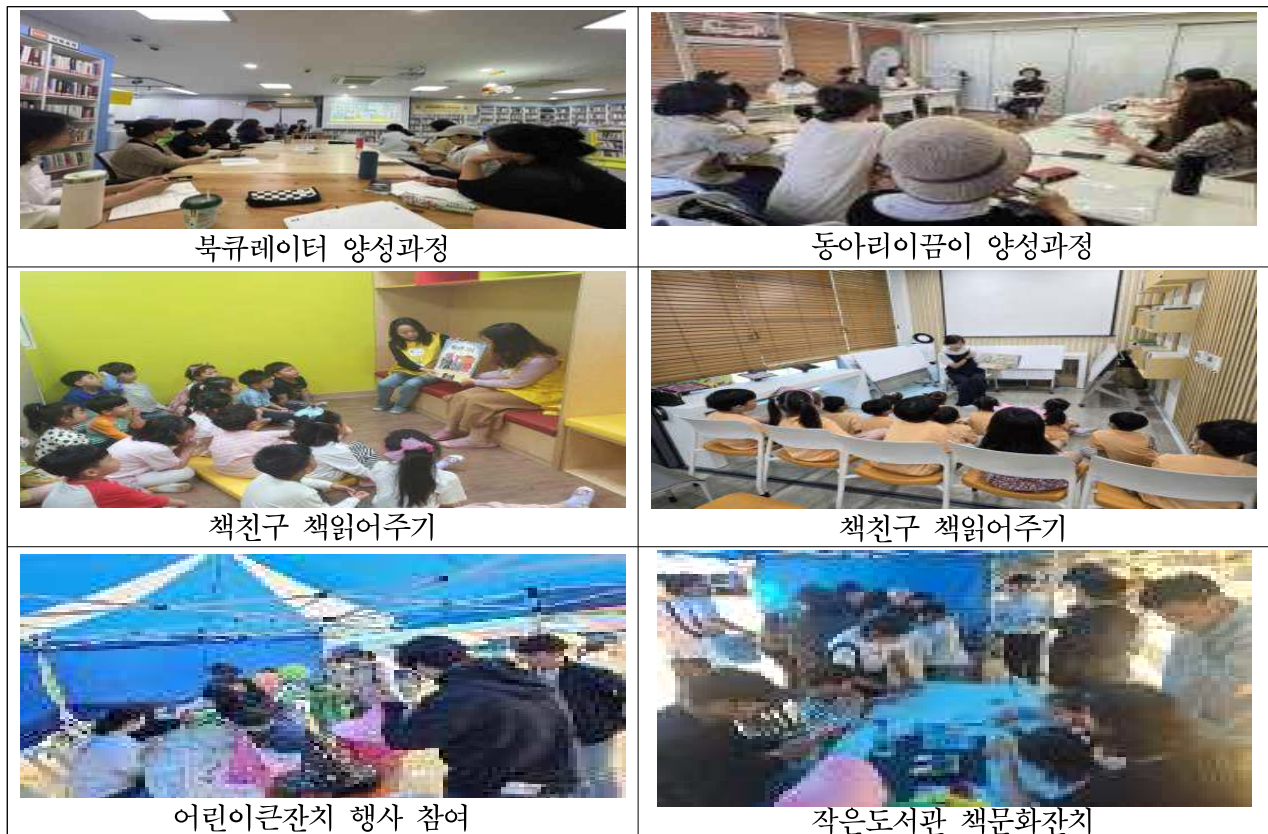 북큐레이터 양성과정
동아리이끔이 양성과정
책친구 책읽어주기
책친구 책읽어주기
어린이큰잔치 행사 참여
작은도서관 책문화잔치